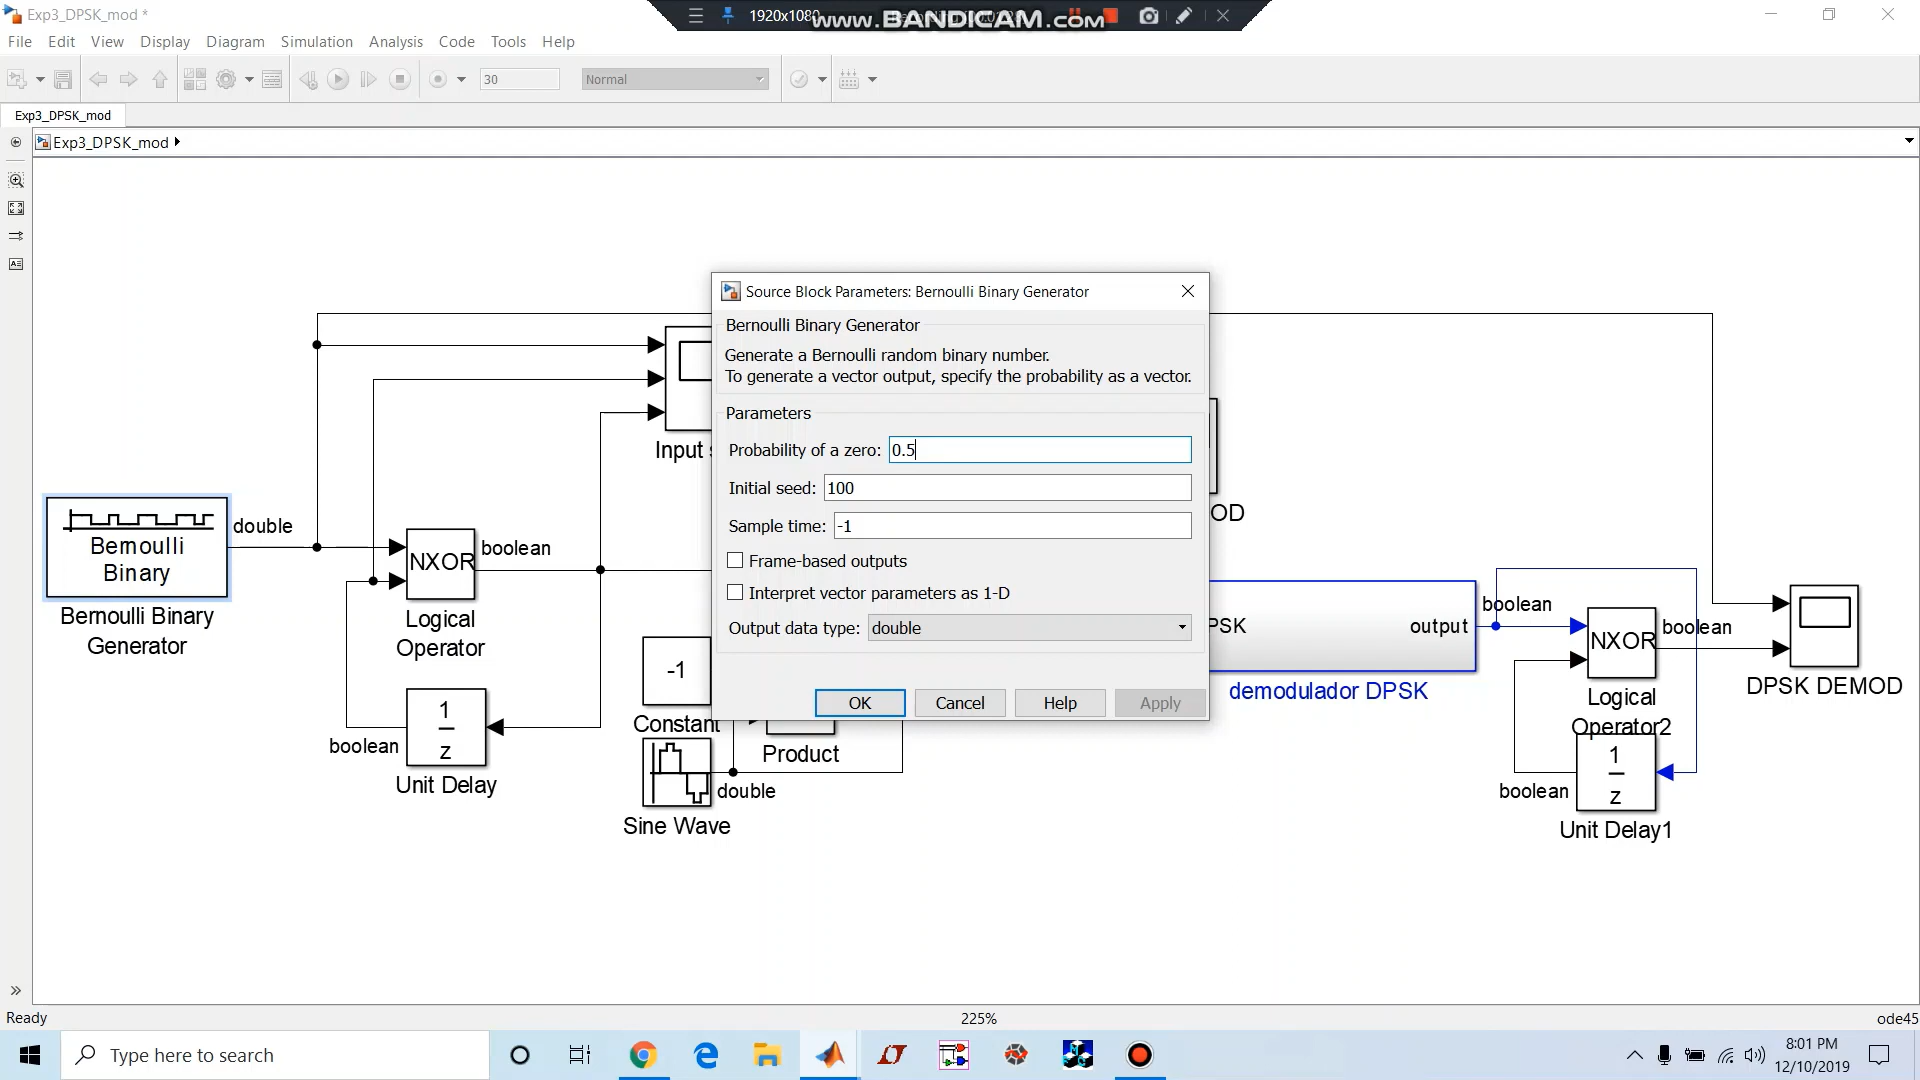 Exp3_DPSK_mod *
1920x1080
www.BANDICAM.com
File Edit View Display Diagram Simulation Analysis Code Tools Help
30
Normal
Exp3_DPSK_mod
Exp3_DPSK_mod
Source Block Parameters: Bernoulli Binary Generator
Bernoulli Binary Generator
Generate a Bernoulli random binary number.
To generate a vector output, specify the probability as a vector.
Parameters
Probability of a zero: 0.5
Initial seed: 100
Sample time: -1
Frame-based outputs
Interpret vector parameters as 1-D
Output data type: double
OK Cancel Help Apply
Input s
Bernoulli
Binary
Bernoulli Binary
Generator
double
NXOR
boolean
Logical
Operator
1
z
boolean
Unit Delay
-1
Constant
Product
double
Sine Wave
OD
PSK
output
demodulador DPSK
boolean
NXOR
boolean
Logical
Operator2
1
z
boolean
Unit Delay1
DPSK DEMOD
Ready
225%
ode45
Type here to search
8:01 PM
12/10/2019